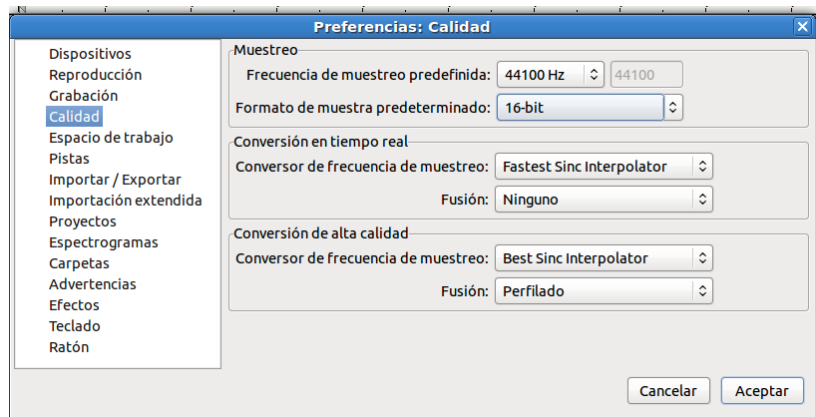 Preferencias: Calidad
Dispositivos
Reproducción
Grabación
Calidad
Espacio de trabajo
Pistas
Importar / Exportar
Importación extendida
Proyectos
Espectrogramas
Carpetas
Advertencias
Efectos
Teclado
Ratón
Muestreo
Frecuencia de muestreo predefinida: 44100 Hz 44100
Formato de muestra predeterminado: 16-bit
Conversión en tiempo real
Conversor de frecuencia de muestreo: Fastest Sinc Interpolator
Fusión: Ninguno
Conversión de alta calidad
Conversor de frecuencia de muestreo: Best Sinc Interpolator
Fusión: Perfilado
Cancelar Aceptar